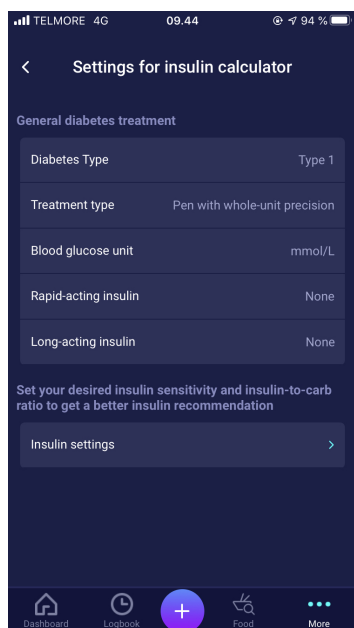 TELMORE 4G 09.44 94 %
Settings for insulin calculator
General diabetes treatment
Diabetes Type Type 1
Treatment type Pen with whole-unit precision
Blood glucose unit mmol/L
Rapid-acting insulin None
Long-acting insulin None
Set your desired insulin sensitivity and insulin-to-carb
ratio to get a better insulin recommendation
Insulin settings
Dashboard Logbook Food More